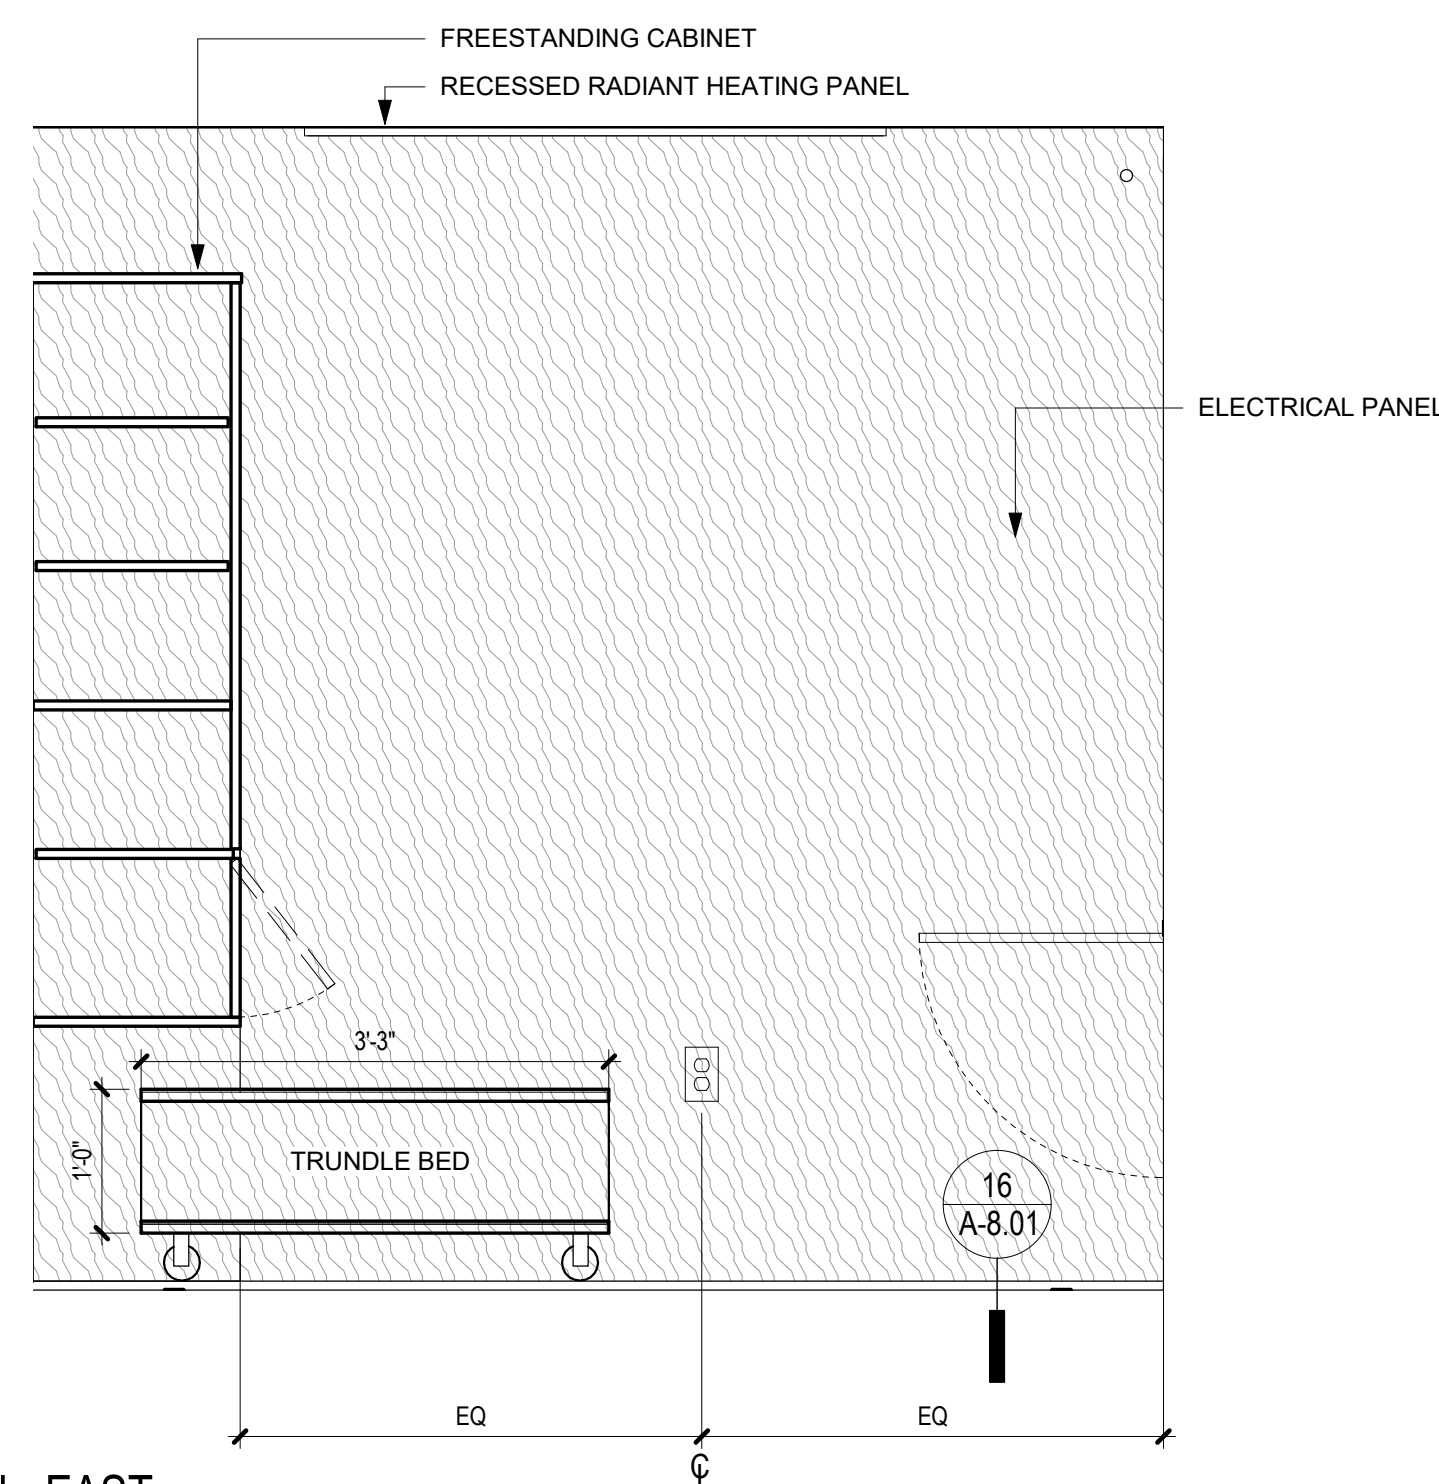 FREESTANDING CABINET
RECESSED RADIANT HEATING PANEL
ELECTRICAL PANEL
3'-3"
1'-0"
TRUNDLE BED
16
A-8.01
EQ
EQ
℄
EAST